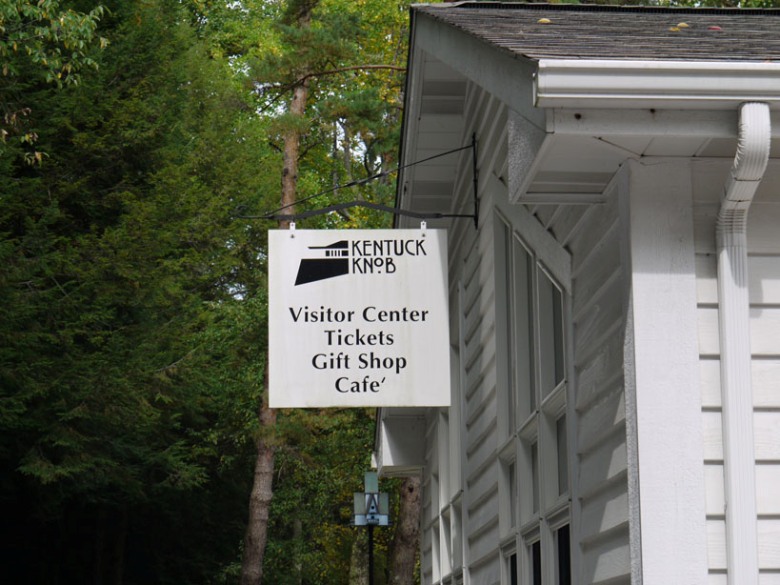 KENTUCK
KNOB
Visitor Center
Tickets
Gift Shop
Cafe'